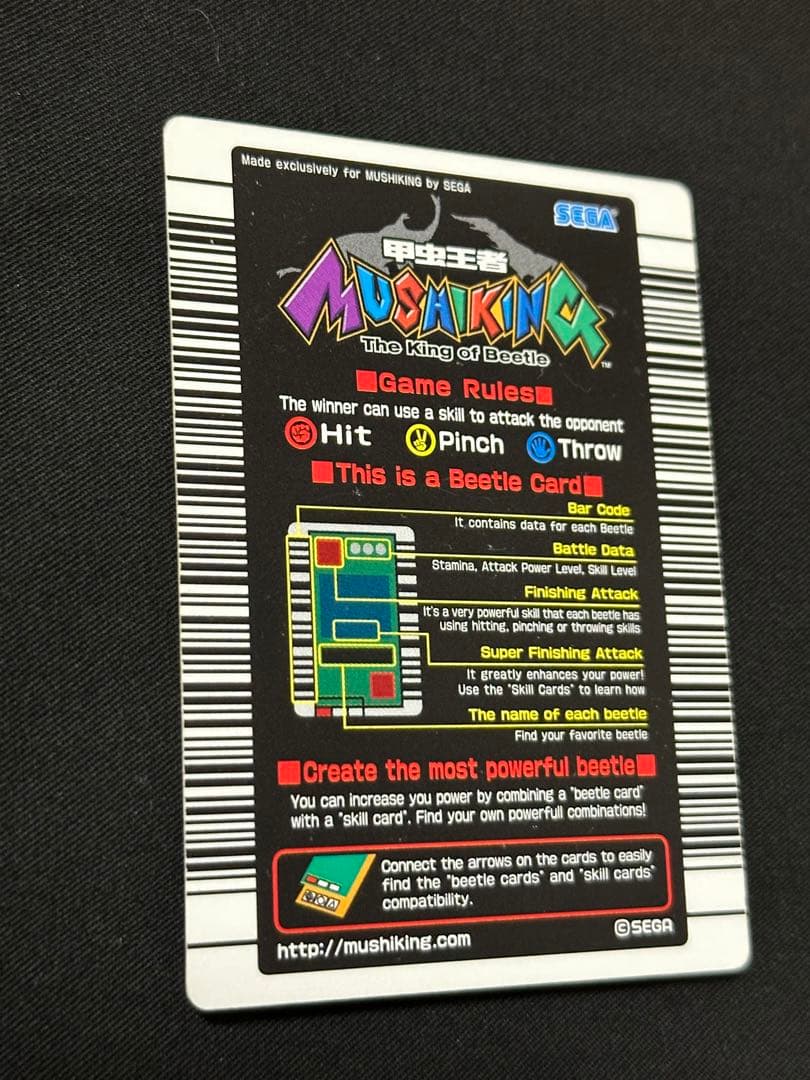 Made exclusively for MUSHIKING by SEGA
SEGA
甲虫王者
MUSHIKING
The King of Beetle
TM
■Game Rules■
The winner can use a skill to attack the opponent
Hit Pinch Throw
■This is a Beetle Card■
Bar Code
It contains data for each Beetle
Battle Data
Stamina, Attack Power Level, Skill Level
Finishing Attack
It's a very powerful skill that each beetle has
using hitting, pinching or throwing skills
Super Finishing Attack
It greatly enhances your power!
Use the "Skill Cards" to learn how
The name of each beetle
Find your favorite beetle
■Create the most powerful beetle■
You can increase you power by combining a "beetle card"
with a "skill card". Find your own powerfull combinations!
Connect the arrows on the cards to easily
find the "beetle cards" and "skill cards"
compatibility.
http://mushiking.com
©SEGA